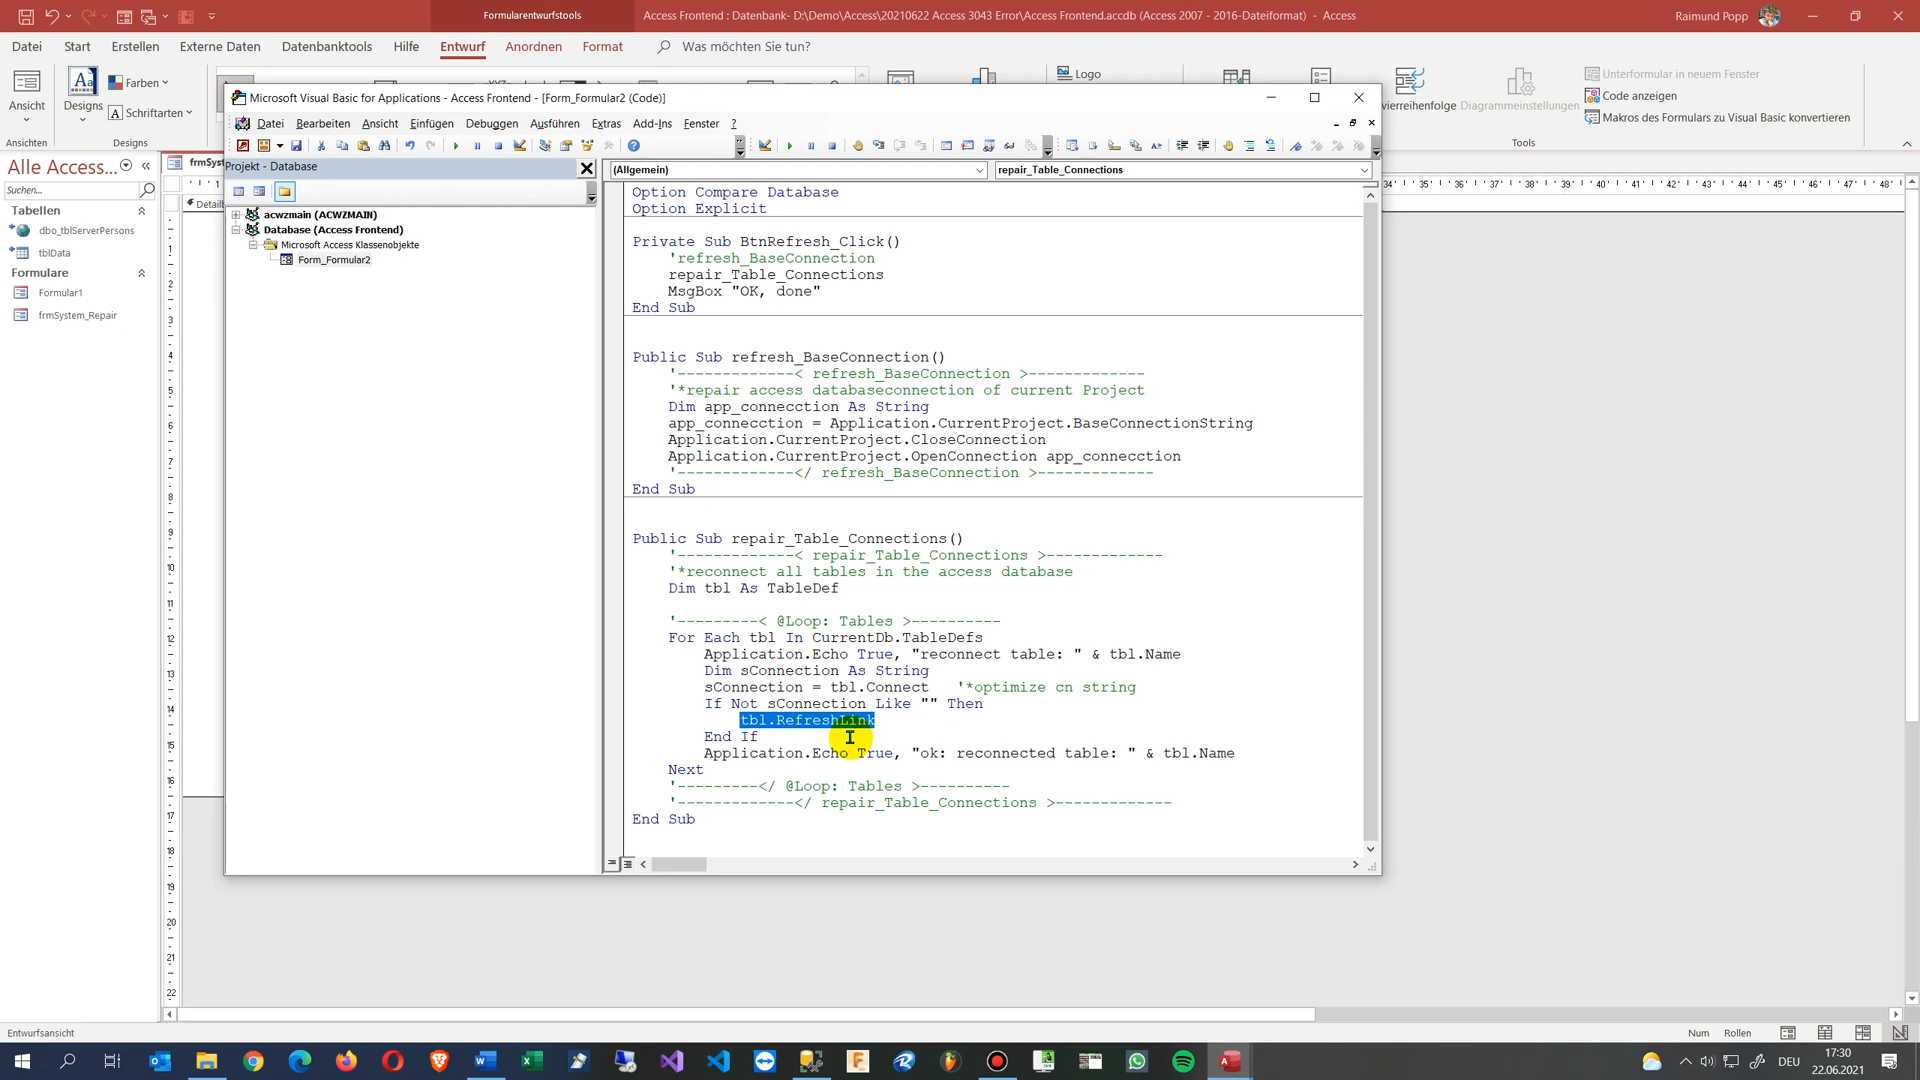 Formularentwurfstools
Access Frontend : Datenbank- D:\Demo\Access\20210622 Access 3043 Error\Access Frontend.accdb (Access 2007 - 2016-Dateiformat) - Access
Raimund Popp
Datei Start Erstellen Externe Daten Datenbanktools Hilfe Entwurf Anordnen Format Was möchten Sie tun?
Ansicht
Ansichten
Designs
Farben
Schriftarten
Designs
Logo
Diagrammeinstellungen
Unterformular in neuem Fenster
Code anzeigen
Makros des Formulars zu Visual Basic konvertieren
Tools
Microsoft Visual Basic for Applications - Access Frontend - [Form_Formular2 (Code)]
Datei Bearbeiten Ansicht Einfügen Debuggen Ausführen Extras Add-Ins Fenster ?
Alle Access...
Suchen...
Tabellen
dbo_tblServerPersons
tblData
Formulare
Formular1
frmSystem_Repair
Projekt - Database
acwzmain (ACWZMAIN)
Database (Access Frontend)
Microsoft Access Klassenobjekte
Form_Formular2
(Allgemein)
repair_Table_Connections
Option Compare Database
Option Explicit
Private Sub BtnRefresh_Click()
'refresh_BaseConnection
repair_Table_Connections
MsgBox "OK, done"
End Sub
Public Sub refresh_BaseConnection()
'-------------< refresh_BaseConnection >-------------
'*repair access databaseconnection of current Project
Dim app_connecction As String
app_connecction = Application.CurrentProject.BaseConnectionString
Application.CurrentProject.CloseConnection
Application.CurrentProject.OpenConnection app_connecction
'-------------</ refresh_BaseConnection >-------------
End Sub
Public Sub repair_Table_Connections()
'-------------< repair_Table_Connections >-------------
'*reconnect all tables in the access database
Dim tbl As TableDef
'---------< @Loop: Tables >----------
For Each tbl In CurrentDb.TableDefs
Application.Echo True, "reconnect table: " & tbl.Name
Dim sConnection As String
sConnection = tbl.Connect '*optimize cn string
If Not sConnection Like "" Then
tbl.RefreshLink
End If
Application.Echo True, "ok: reconnected table: " & tbl.Name
Next
'---------</ @Loop: Tables >----------
'-------------</ repair_Table_Connections >-------------
End Sub
Entwurfsansicht
Num Rollen
DEU
17:30
22.06.2021